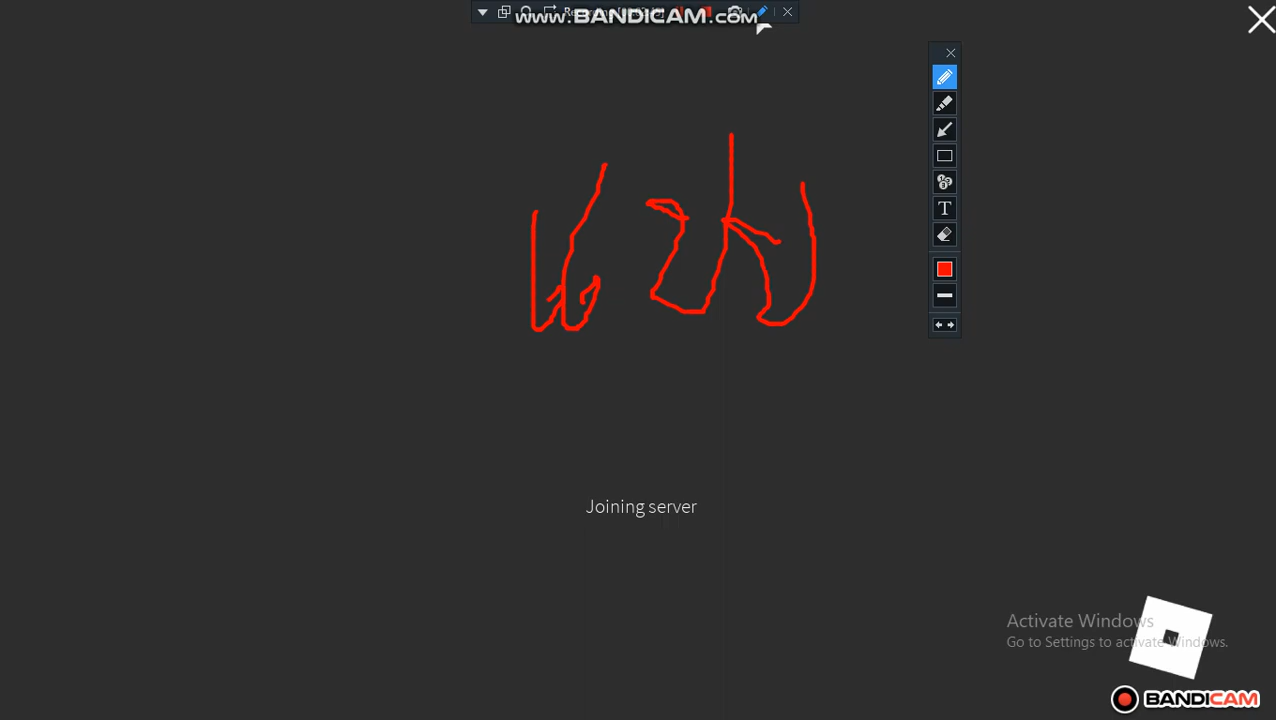 www.BANDICAM.com
Joining server
Activate Windows
Go to Settings to activate Windows.
BANDICAM